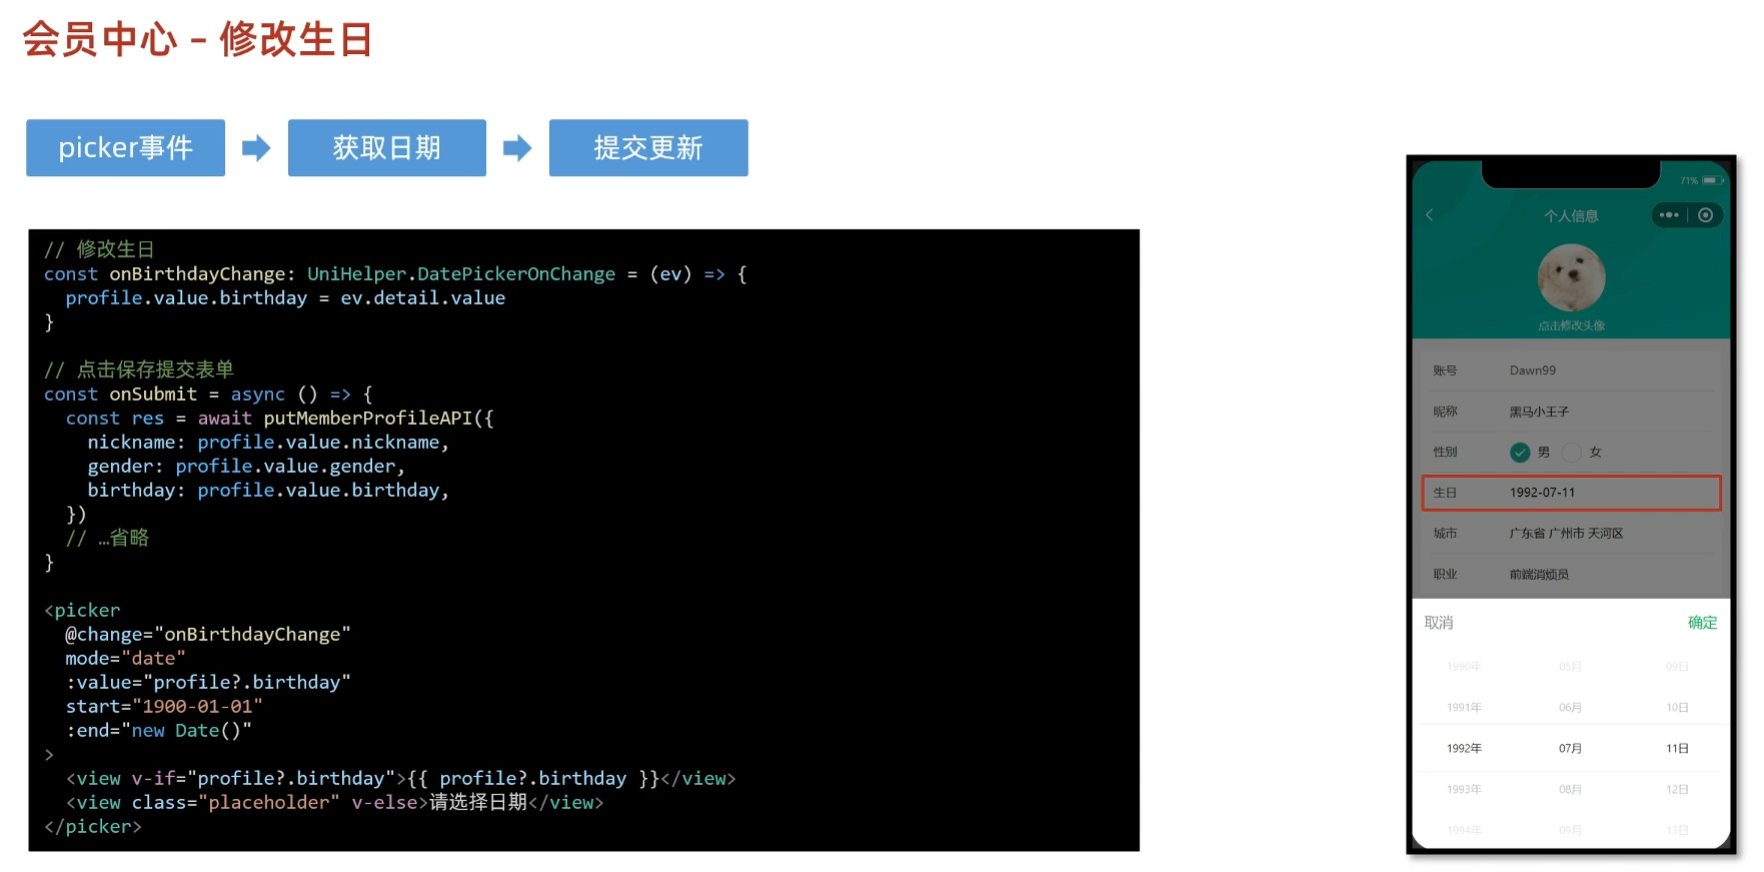 会员中心 - 修改生日
picker事件
获取日期
提交更新
// 修改生日
const onBirthdayChange: UniHelper.DatePickerOnChange = (ev) => {
  profile.value.birthday = ev.detail.value
}
// 点击保存提交表单
const onSubmit = async () => {
  const res = await putMemberProfileAPI({
    nickname: profile.value.nickname,
    gender: profile.value.gender,
    birthday: profile.value.birthday,
  })
  // …省略
}
<picker
  @change="onBirthdayChange"
  mode="date"
  :value="profile?.birthday"
  start="1900-01-01"
  :end="new Date()"
>
  <view v-if="profile?.birthday">{{ profile?.birthday }}</view>
  <view class="placeholder" v-else>请选择日期</view>
</picker>
71%
个人信息
点击修改头像
账号 Dawn99
昵称 黑马小王子
性别 男 女
生日 1992-07-11
城市 广东省 广州市 天河区
职业 前端消烦员
取消 确定
1990年 05月 09日
1991年 06月 10日
1992年 07月 11日
1993年 08月 12日
1994年 09月 13日